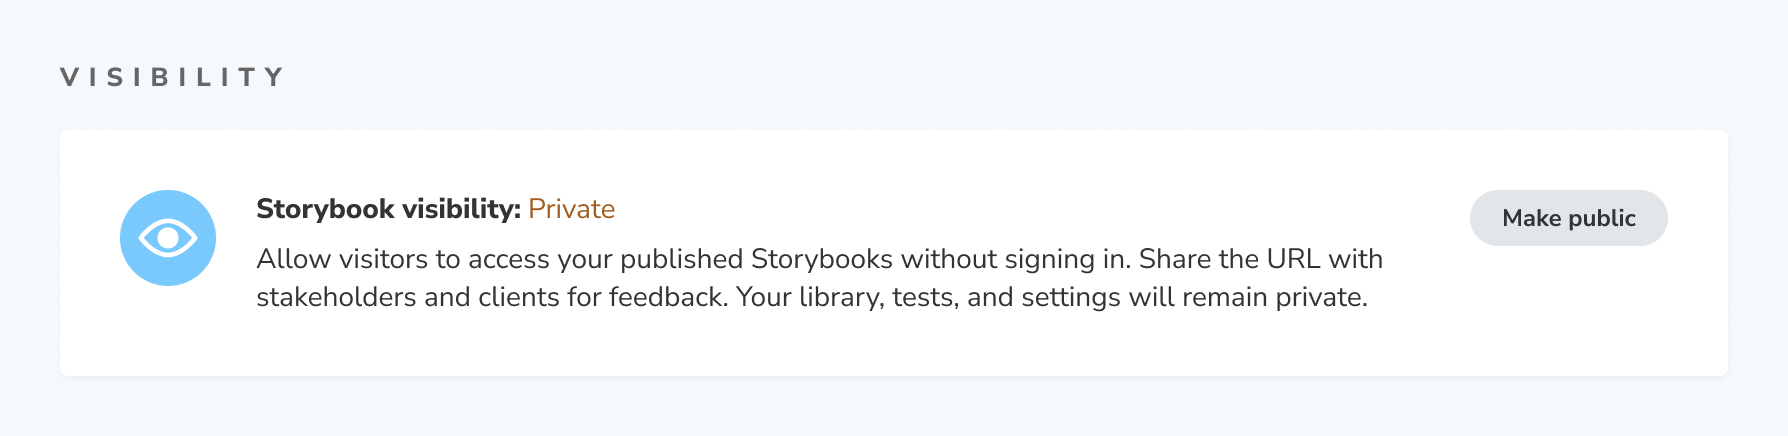 VISIBILITY
Storybook visibility: Private
Make public
Allow visitors to access your published Storybooks without signing in. Share the URL with
stakeholders and clients for feedback. Your library, tests, and settings will remain private.